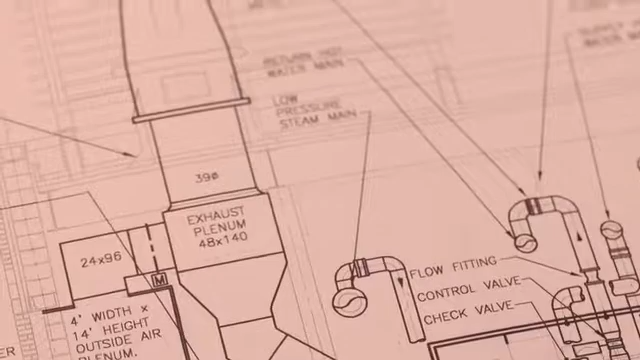 RETURN HOT
WATER MAIN
LOW
PRESSURE
STEAM MAIN
39ø
EXHAUST
PLENUM
48x140
24x96
M
4' WIDTH x
14' HEIGHT
OUTSIDE AIR
PLENUM.
FLOW FITTING
CONTROL VALVE
CHECK VALVE
ER